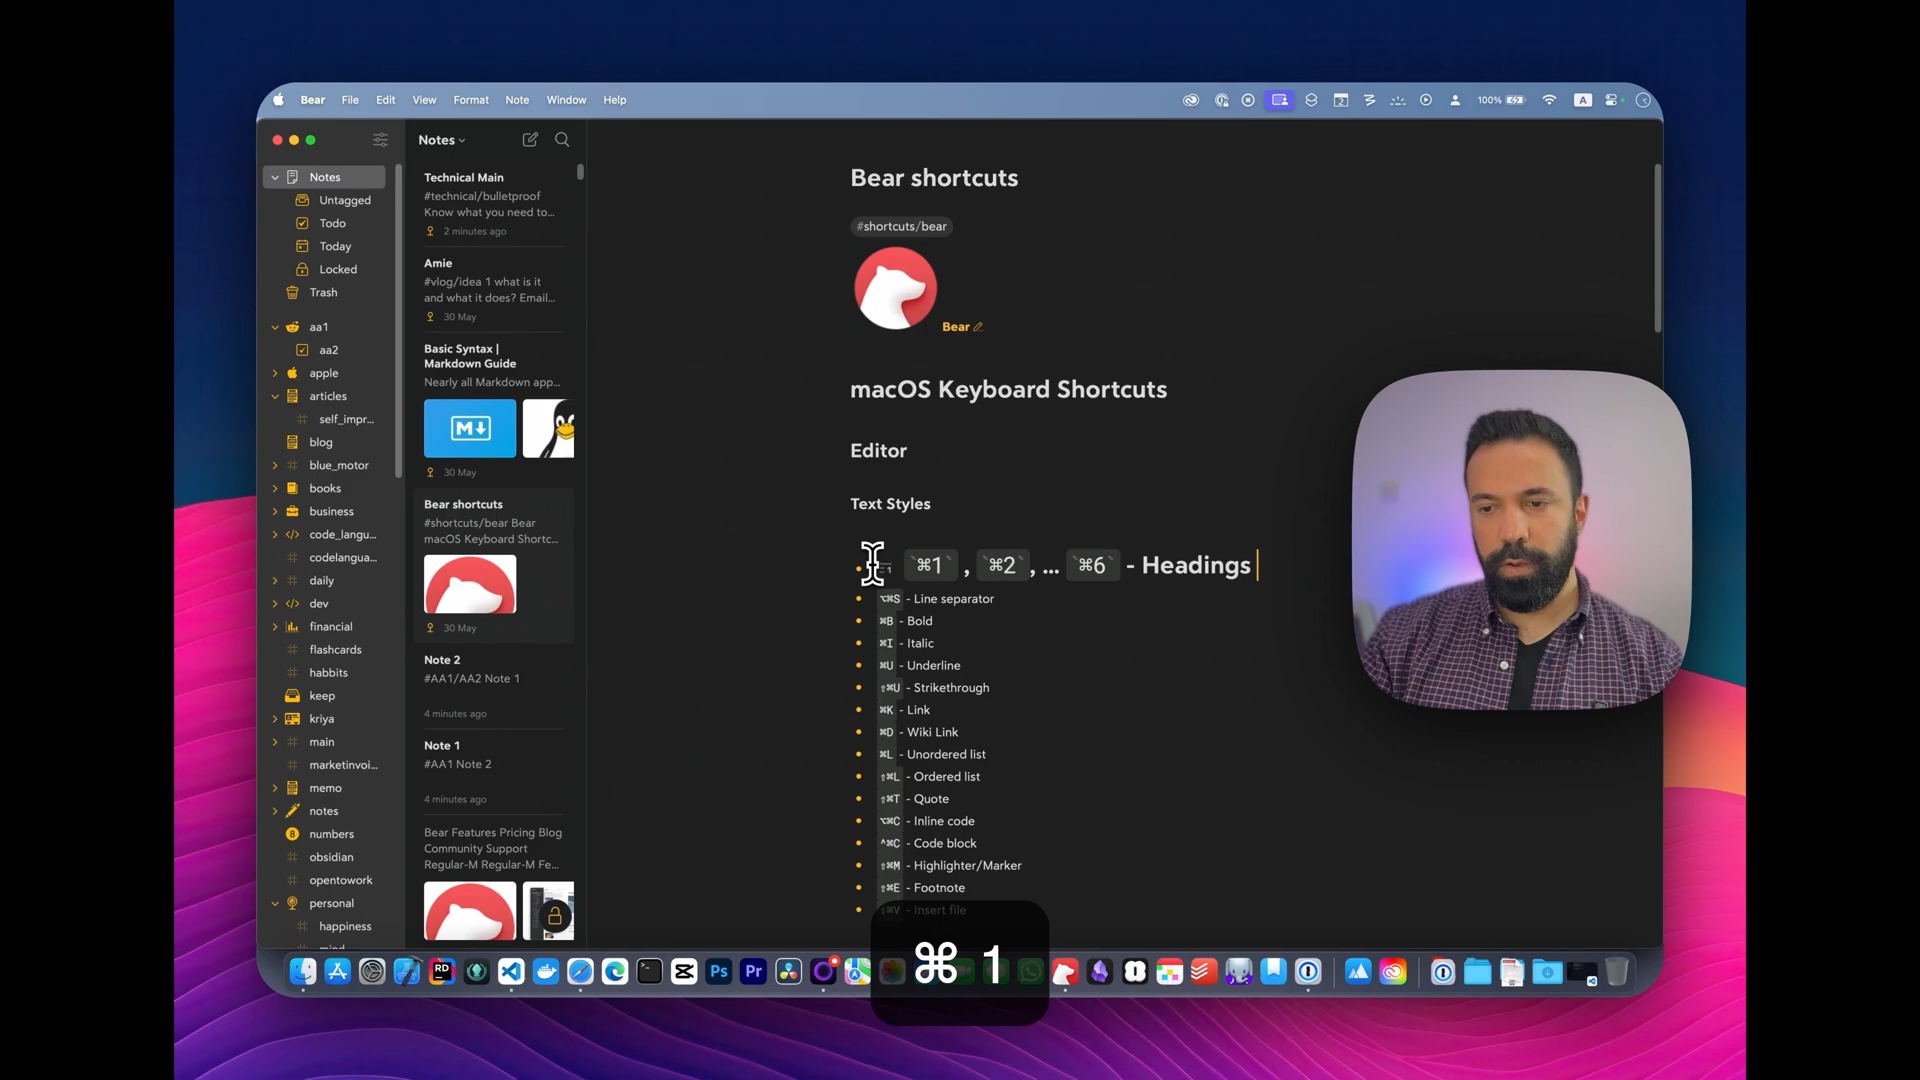 Bear File Edit View Format Note Window Help
2 100% A
Notes
Untagged
Todo
Today
Locked
Trash
aa1
aa2
apple
articles
self_impr...
blog
blue_motor
books
business
code_langu...
codelangua...
daily
dev
financial
flashcards
habbits
keep
kriya
main
marketinvoi...
memo
notes
numbers
obsidian
opentowork
personal
happiness
mind
Notes
Technical Main
#technical/bulletproof
Know what you need to...
2 minutes ago
Amie
#vlog/idea 1 what is it
and what it does? Email...
30 May
Basic Syntax |
Markdown Guide
Nearly all Markdown app...
M
30 May
Bear shortcuts
#shortcuts/bear Bear
macOS Keyboard Shortc...
30 May
Note 2
#AA1/AA2 Note 1
4 minutes ago
Note 1
#AA1 Note 2
4 minutes ago
Bear Features Pricing Blog
Community Support
Regular-M Regular-M Fe...
Bear shortcuts
#shortcuts/bear
Bear
macOS Keyboard Shortcuts
Editor
Text Styles
`⌘1` , `⌘2`, ... `⌘6` - Headings
⌥⌘S - Line separator
⌘B - Bold
⌘I - Italic
⌘U - Underline
⇧⌘U - Strikethrough
⌘K - Link
⌘D - Wiki Link
⌘L - Unordered list
⇧⌘L - Ordered list
⇧⌘T - Quote
⌥⌘C - Inline code
^⌘C - Code block
⇧⌘M - Highlighter/Marker
⇧⌘E - Footnote
⇧⌘V - Insert file
⌘ 1
RD Ps Pr